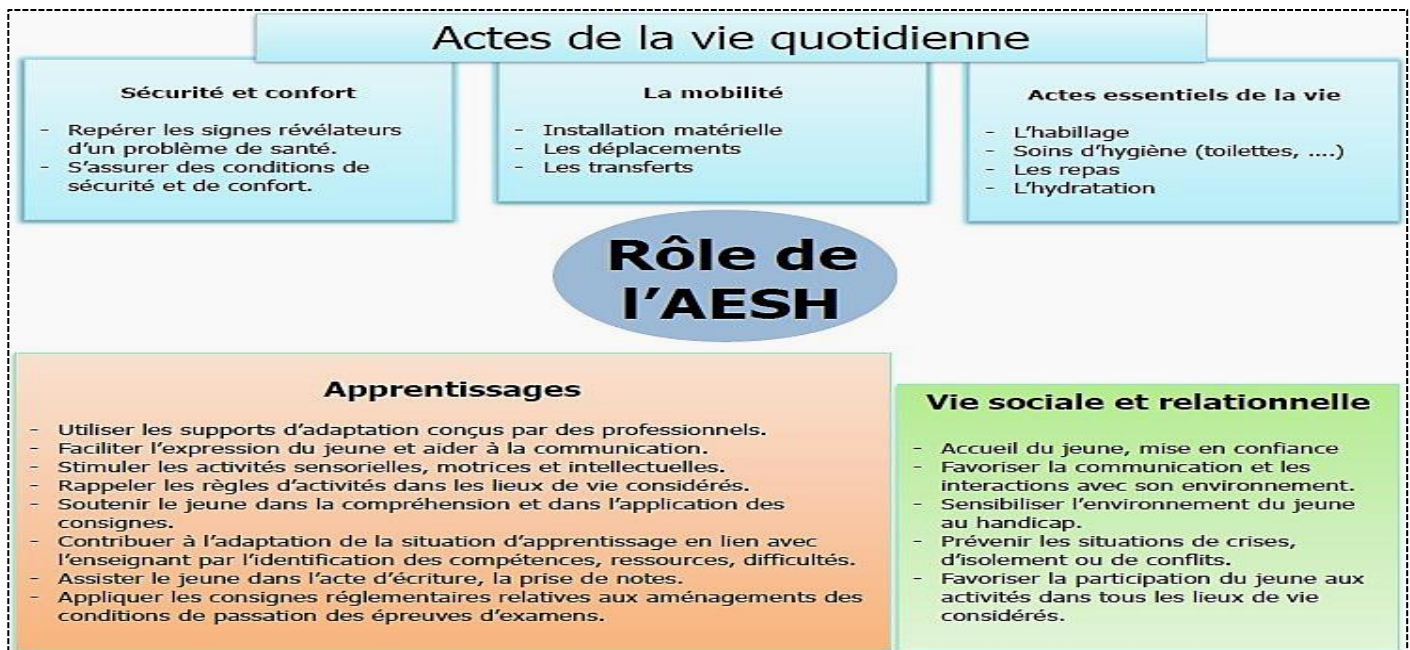 Actes de la vie quotidienne
Sécurité et confort
- Repérer les signes révélateurs
d'un problème de santé.
- S'assurer des conditions de
sécurité et de confort.
La mobilité
- Installation matérielle
- Les déplacements
- Les transferts
Actes essentiels de la vie
- L'habillage
- Soins d'hygiène (toilettes, ....)
- Les repas
- L'hydratation
Rôle de
l'AESH
Apprentissages
- Utiliser les supports d'adaptation conçus par des professionnels.
- Faciliter l'expression du jeune et aider à la communication.
- Stimuler les activités sensorielles, motrices et intellectuelles.
- Rappeler les règles d'activités dans les lieux de vie considérés.
- Soutenir le jeune dans la compréhension et dans l'application des
consignes.
- Contribuer à l'adaptation de la situation d'apprentissage en lien avec
l'enseignant par l'identification des compétences, ressources, difficultés.
- Assister le jeune dans l'acte d'écriture, la prise de notes.
- Appliquer les consignes réglementaires relatives aux aménagements des
conditions de passation des épreuves d'examens.
Vie sociale et relationnelle
- Accueil du jeune, mise en confiance
- Favoriser la communication et les
interactions avec son environnement.
- Sensibiliser l'environnement du jeune
au handicap.
- Prévenir les situations de crises,
d'isolement ou de conflits.
- Favoriser la participation du jeune aux
activités dans tous les lieux de vie
considérés.